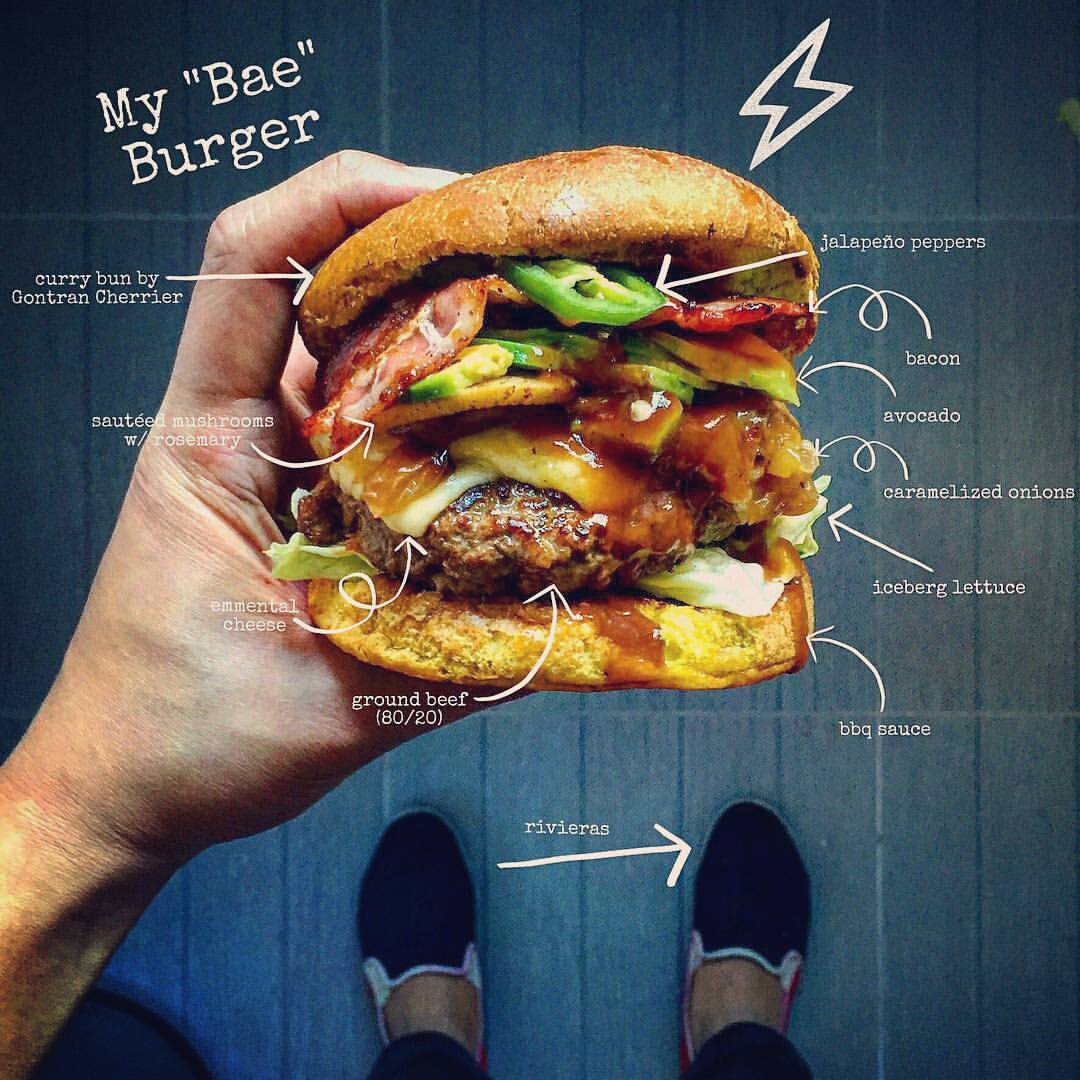 My "Bae"
Burger
jalapeño peppers
curry bun by
Gontran Cherrier
bacon
avocado
sautéed mushrooms
w/ rosemary
caramelized onions
iceberg lettuce
emmental
cheese
ground beef
(80/20)
bbq sauce
rivieras